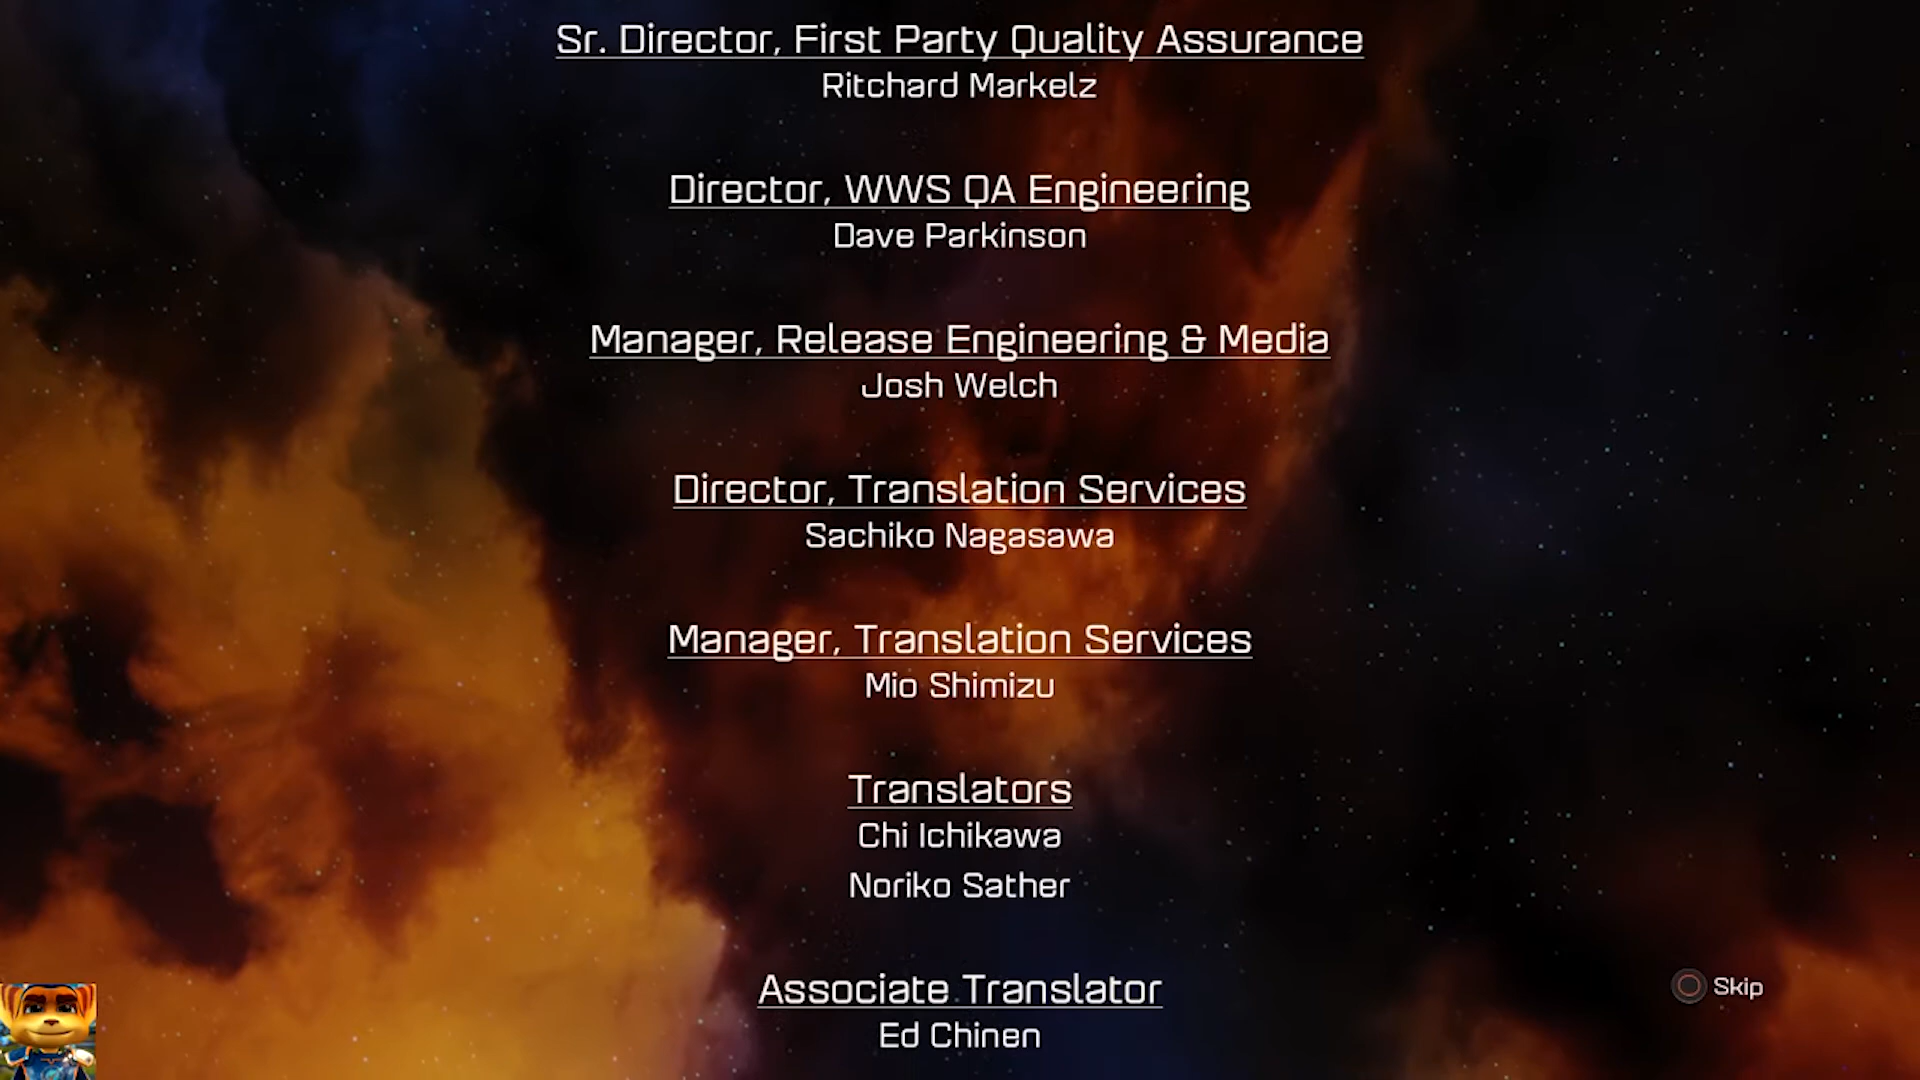 Sr. Director, First Party Quality Assurance
Ritchard Markelz
Director, WWS QA Engineering
Dave Parkinson
Manager, Release Engineering & Media
Josh Welch
Director, Translation Services
Sachiko Nagasawa
Manager, Translation Services
Mio Shimizu
Translators
Chi Ichikawa
Noriko Sather
Associate Translator
Ed Chinen
Skip